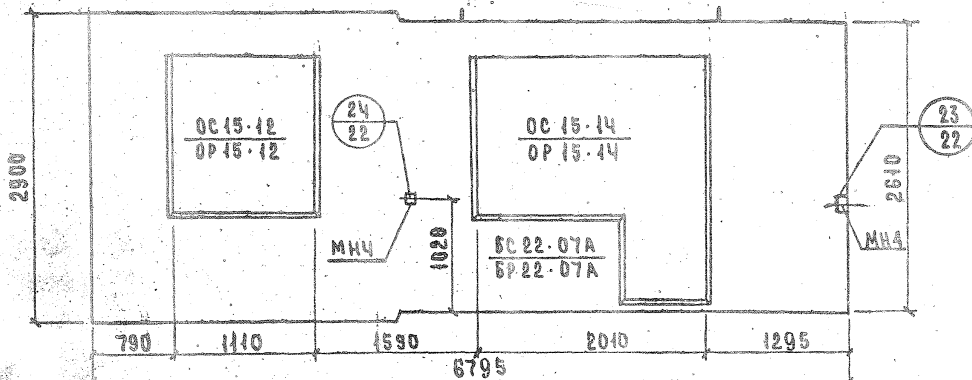 2900
ОС 15-12
ОР 15-12
24
22
МН4
1020
ОС 15-14
ОР 15-14
БС 22-07А
БР 22-07А
23
22
2610
МН4
790
1110
1590
2010
1295
6795